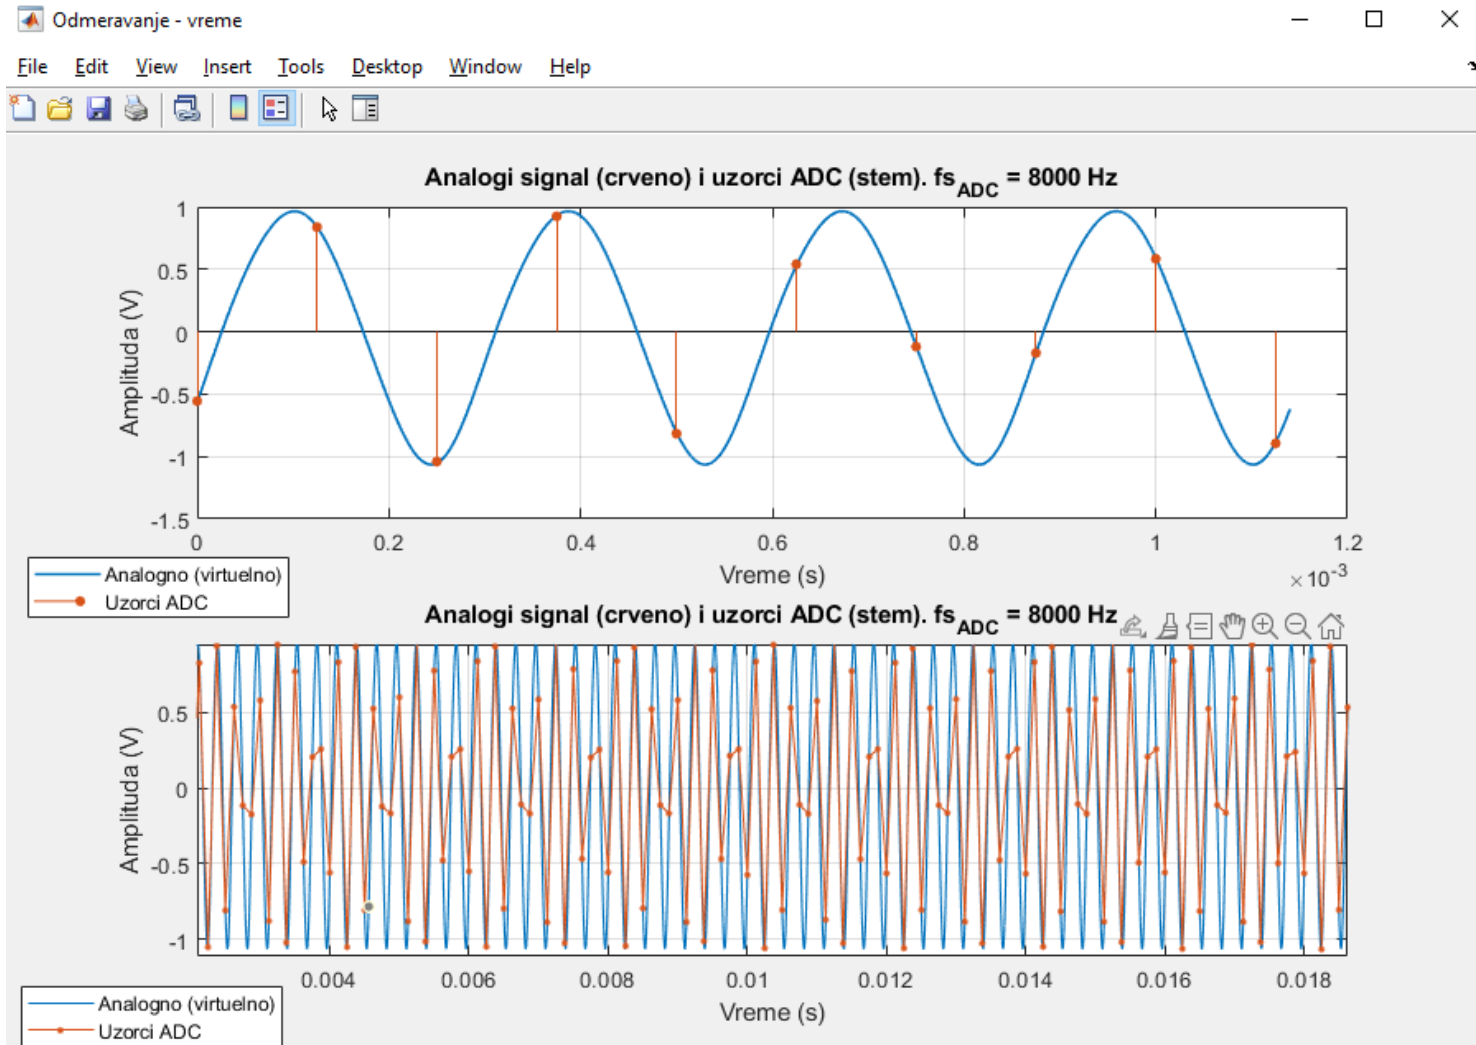 Odmeravanje - vreme
File Edit View Insert Tools Desktop Window Help
Analogi signal (crveno) i uzorci ADC (stem). fs_ADC = 8000 Hz
Amplituda (V)
1
0.5
0
-0.5
-1
-1.5
0 0.2 0.4 0.6 0.8 1 1.2
Vreme (s)
×10^-3
Analogno (virtuelno)
Uzorci ADC
Analogi signal (crveno) i uzorci ADC (stem). fs_ADC = 8000 Hz
Amplituda (V)
0.5
0
-0.5
-1
0.004 0.006 0.008 0.01 0.012 0.014 0.016 0.018
Vreme (s)
Analogno (virtuelno)
Uzorci ADC